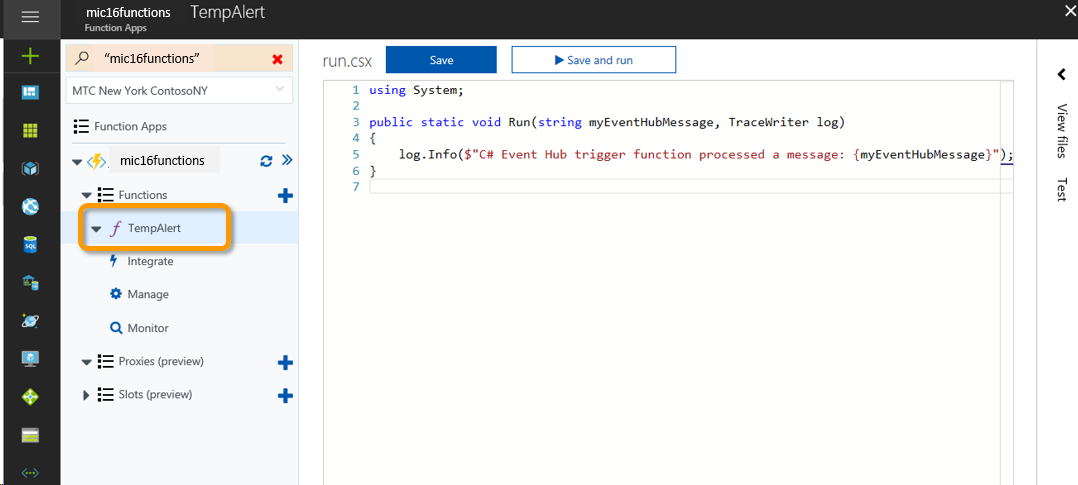 mic16functions TempAlert
Function Apps
"mic16functions"
MTC New York ContosoNY
Function Apps
mic16functions
Functions
TempAlert
Integrate
Manage
Monitor
Proxies (preview)
Slots (preview)
SQL
run.csx Save Save and run
1 using System;
2
3 public static void Run(string myEventHubMessage, TraceWriter log)
4 {
5 log.Info($"C# Event Hub trigger function processed a message: {myEventHubMessage}");
6 }
7
View files
Test